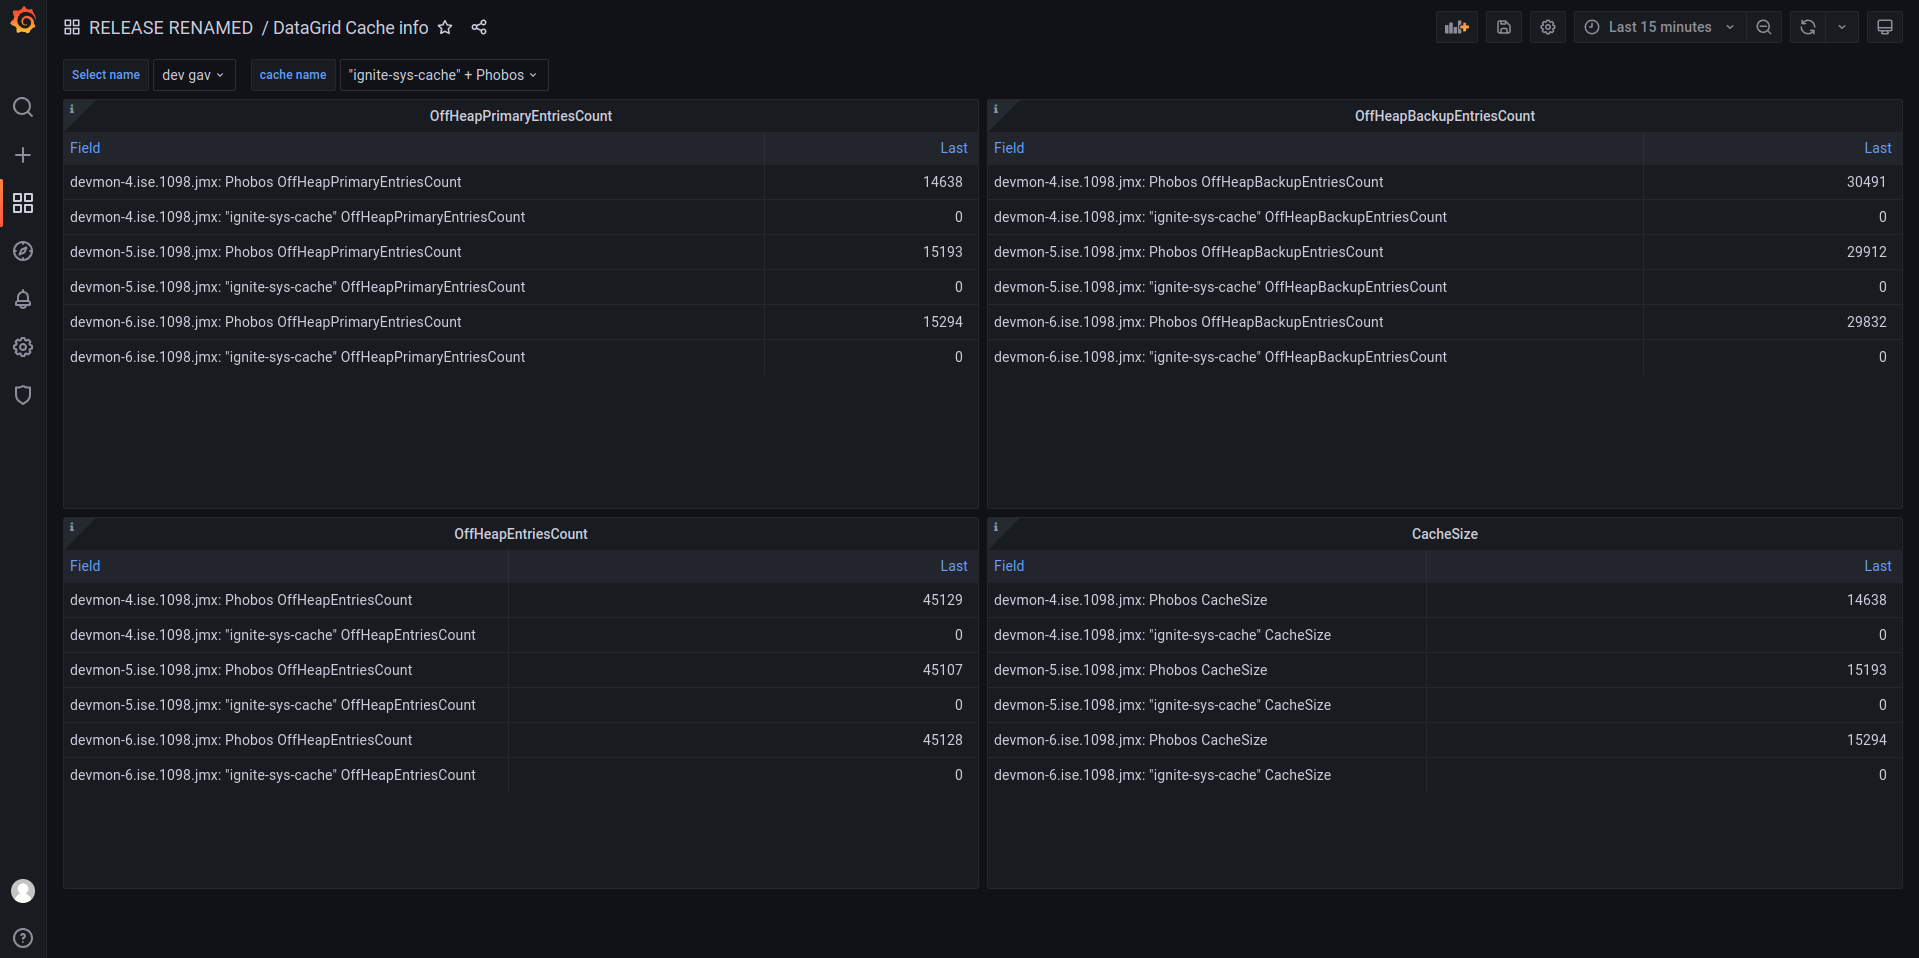 RELEASE RENAMED / DataGrid Cache info
Last 15 minutes
Select name dev gav cache name "ignite-sys-cache" + Phobos
OffHeapPrimaryEntriesCount
Field Last
devmon-4.ise.1098.jmx: Phobos OffHeapPrimaryEntriesCount 14638
devmon-4.ise.1098.jmx: "ignite-sys-cache" OffHeapPrimaryEntriesCount 0
devmon-5.ise.1098.jmx: Phobos OffHeapPrimaryEntriesCount 15193
devmon-5.ise.1098.jmx: "ignite-sys-cache" OffHeapPrimaryEntriesCount 0
devmon-6.ise.1098.jmx: Phobos OffHeapPrimaryEntriesCount 15294
devmon-6.ise.1098.jmx: "ignite-sys-cache" OffHeapPrimaryEntriesCount 0
OffHeapBackupEntriesCount
Field Last
devmon-4.ise.1098.jmx: Phobos OffHeapBackupEntriesCount 30491
devmon-4.ise.1098.jmx: "ignite-sys-cache" OffHeapBackupEntriesCount 0
devmon-5.ise.1098.jmx: Phobos OffHeapBackupEntriesCount 29912
devmon-5.ise.1098.jmx: "ignite-sys-cache" OffHeapBackupEntriesCount 0
devmon-6.ise.1098.jmx: Phobos OffHeapBackupEntriesCount 29832
devmon-6.ise.1098.jmx: "ignite-sys-cache" OffHeapBackupEntriesCount 0
OffHeapEntriesCount
Field Last
devmon-4.ise.1098.jmx: Phobos OffHeapEntriesCount 45129
devmon-4.ise.1098.jmx: "ignite-sys-cache" OffHeapEntriesCount 0
devmon-5.ise.1098.jmx: Phobos OffHeapEntriesCount 45107
devmon-5.ise.1098.jmx: "ignite-sys-cache" OffHeapEntriesCount 0
devmon-6.ise.1098.jmx: Phobos OffHeapEntriesCount 45128
devmon-6.ise.1098.jmx: "ignite-sys-cache" OffHeapEntriesCount 0
CacheSize
Field Last
devmon-4.ise.1098.jmx: Phobos CacheSize 14638
devmon-4.ise.1098.jmx: "ignite-sys-cache" CacheSize 0
devmon-5.ise.1098.jmx: Phobos CacheSize 15193
devmon-5.ise.1098.jmx: "ignite-sys-cache" CacheSize 0
devmon-6.ise.1098.jmx: Phobos CacheSize 15294
devmon-6.ise.1098.jmx: "ignite-sys-cache" CacheSize 0